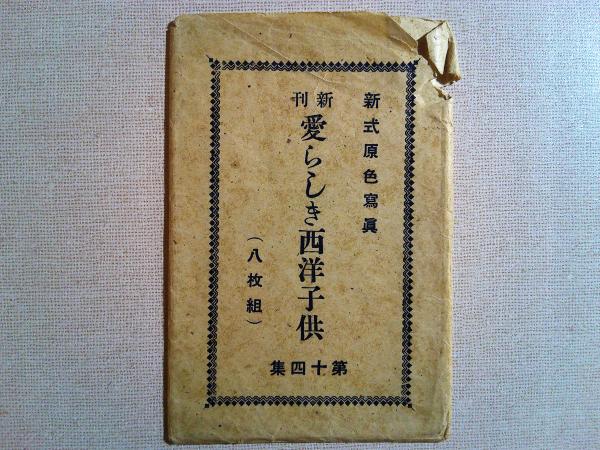 新式原色寫眞
新刊
愛らしき西洋子供
（八枚組）
第十四集